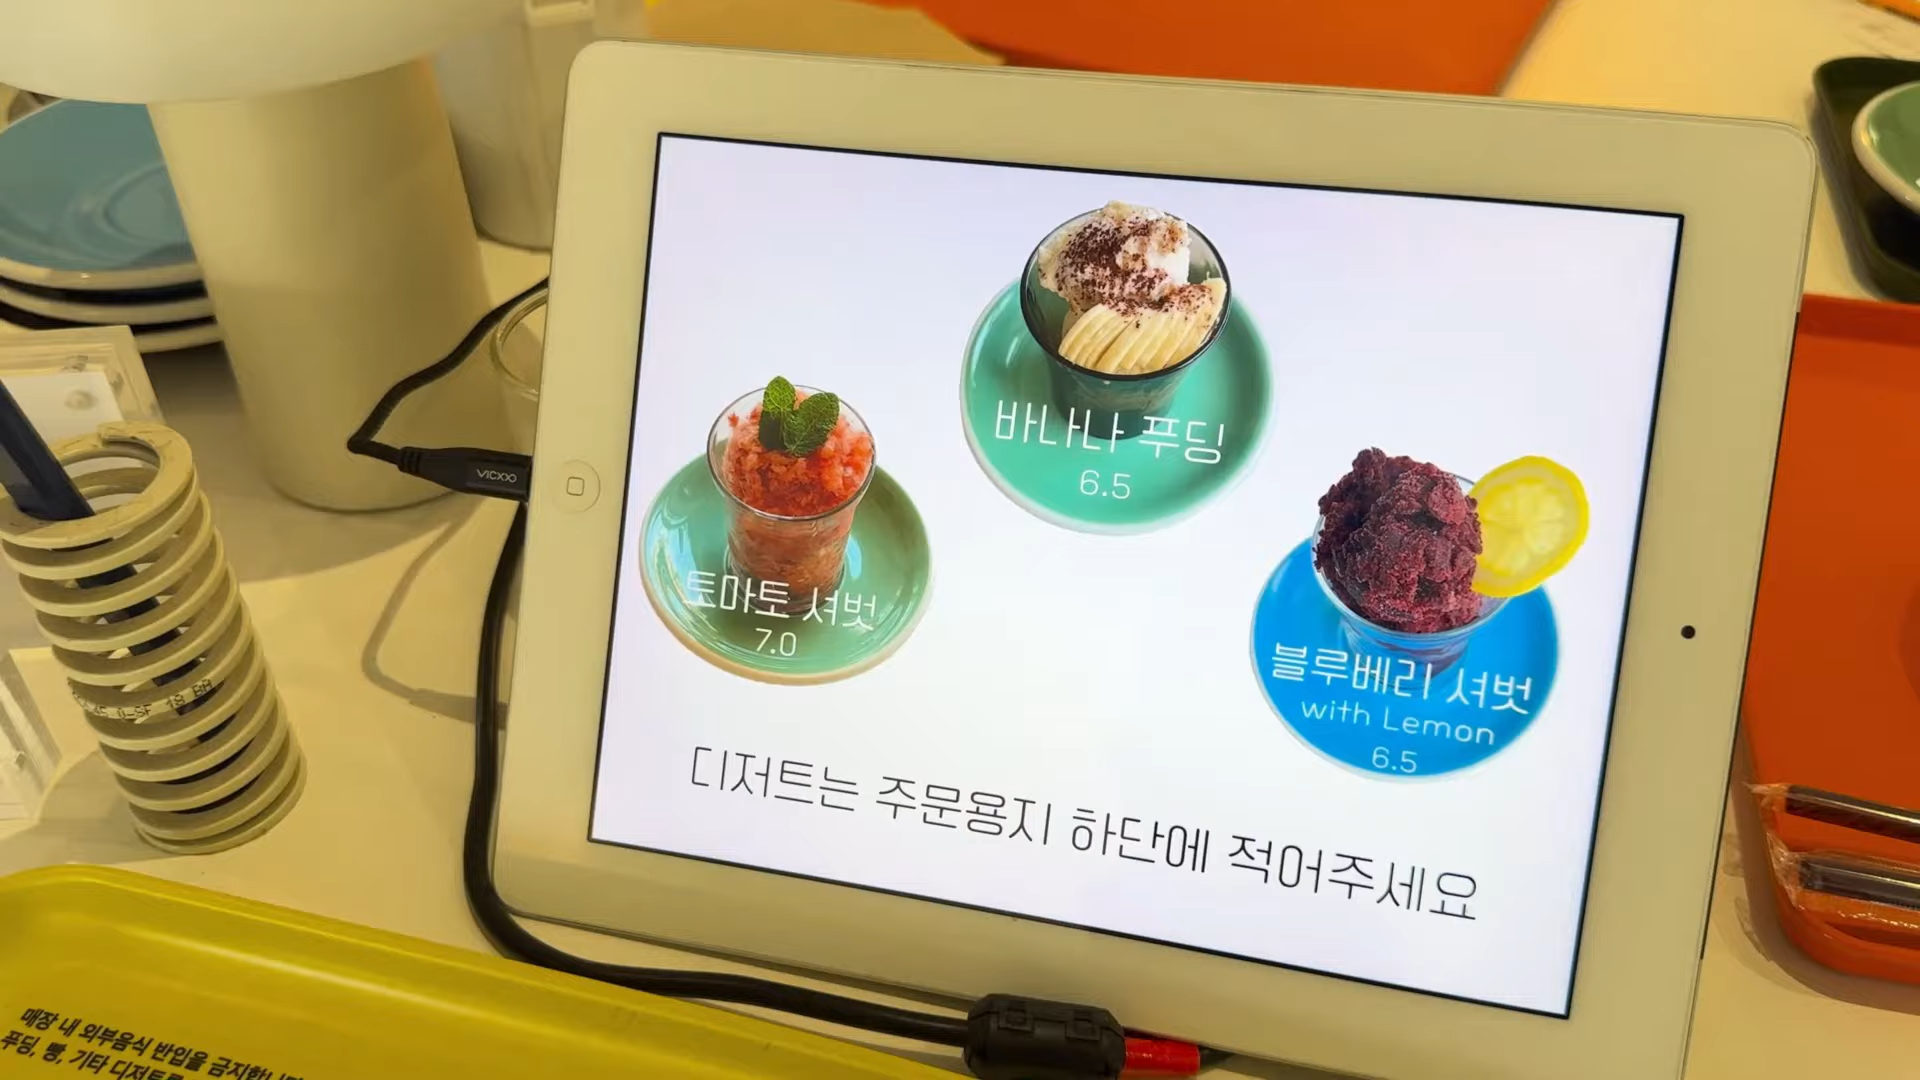 바나나 푸딩
6.5
토마토 셔벗
7.0
블루베리 셔벗
with Lemon
6.5
디저트는 주문용지 하단에 적어주세요
VICXXO
매장 내 외부음식 반입을 금지합니다
푸딩, 빵, 기타